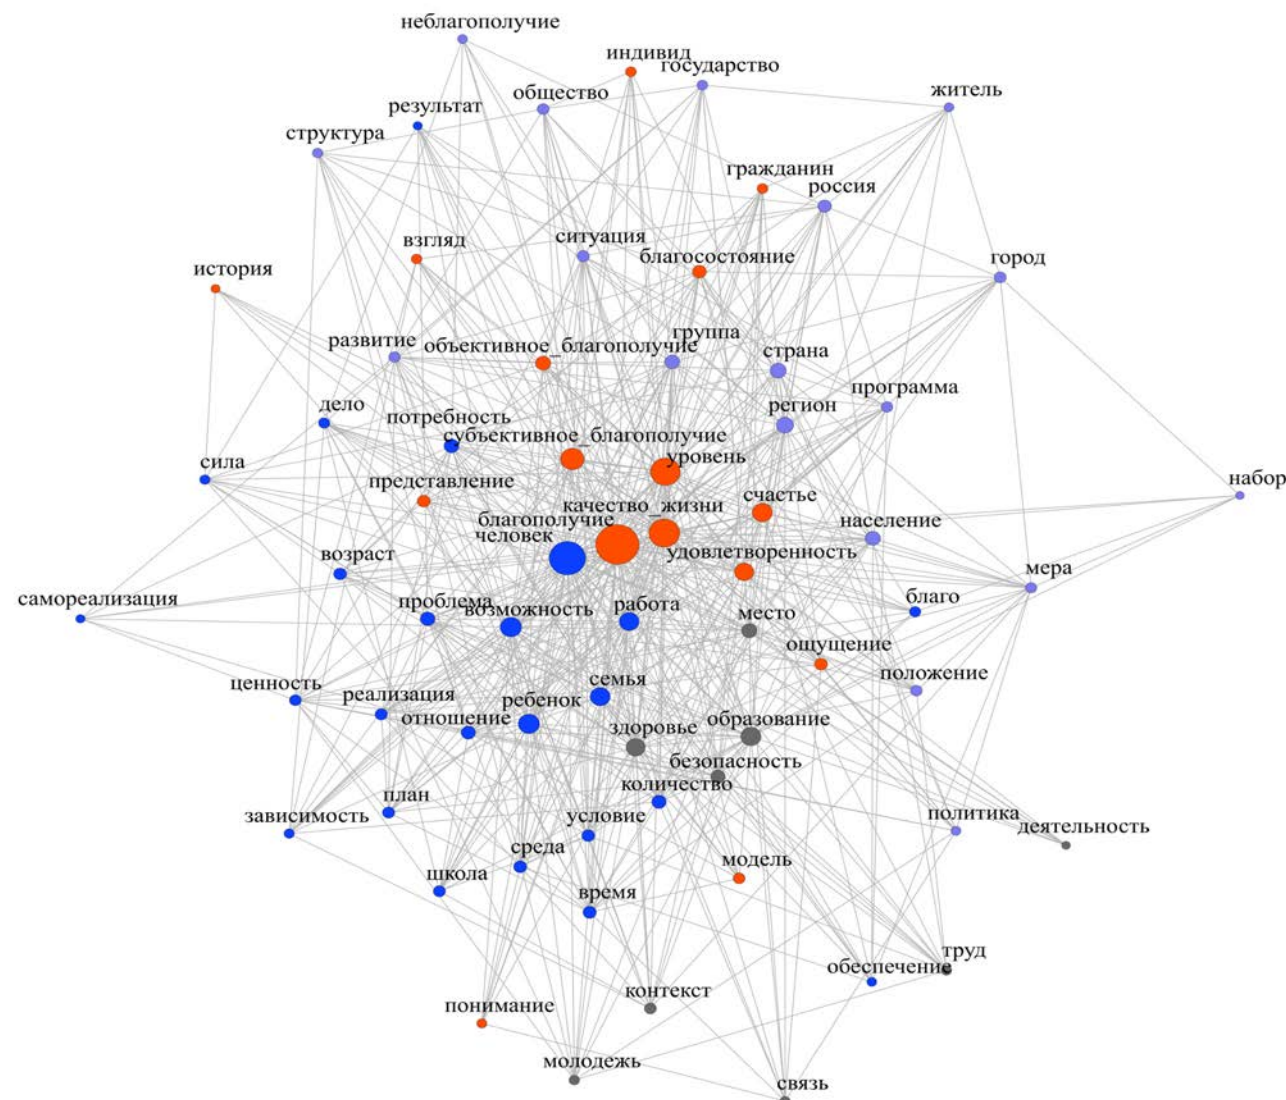 неблагополучие
индивид
государство
житель
общество
результат
структура
гражданин
россия
взгляд
ситуация
благосостояние
город
история
развитие
объективное_благополучие
группа
страна
программа
дело
потребность
регион
субъективное_благополучие
уровень
сила
представление
набор
качество_жизни
счастье
благополучие
население
человек
удовлетворенность
возраст
мера
самореализация
проблема
возможность
работа
место
благо
ощущение
ценность
реализация
семья
положение
отношение
ребенок
здоровье
образование
безопасность
количество
зависимость
план
условие
политика
деятельность
среда
школа
модель
время
труд
обеспечение
понимание
контекст
молодежь
связь